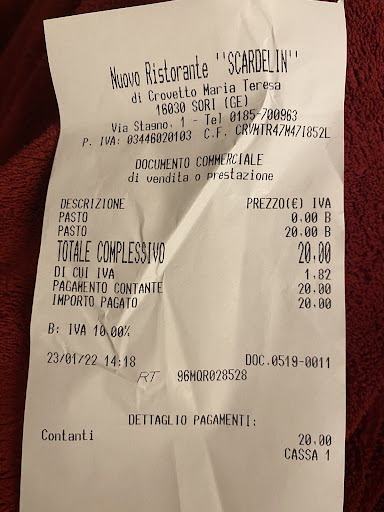 Nuovo Ristorante "SCARDELIN"
di Crovetto Maria Teresa
16030 SORI (GE)
Via Stagno, 1 - Tel 0185-700963
P. IVA: 03446020103 C.F. CRVMTR47M47I852L
DOCUMENTO COMMERCIALE
di vendita o prestazione
DESCRIZIONE PREZZO(E) IVA
PASTO 0.00 B
PASTO 20.00 B
TOTALE COMPLESSIVO 20.00
DI CUI IVA 1.82
PAGAMENTO CONTANTE 20.00
IMPORTO PAGATO 20.00
B: IVA 10.00%
23/01/22 14:18 DOC.0519-0011
RT 96MQR028528
DETTAGLIO PAGAMENTI:
Contanti 20.00
CASSA 1